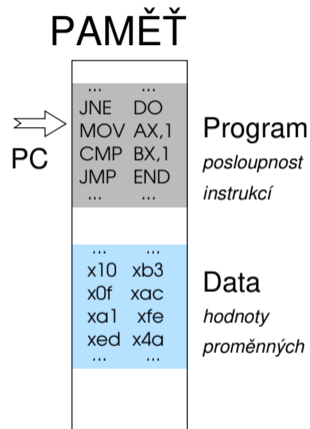 PAMĚŤ
... ...
JNE DO
MOV AX,1
CMP BX,1
JMP END
... ...
PC
Program
posloupnost
instrukcí
... ...
x10 xb3
x0f xac
xa1 xfe
xed x4a
... ...
Data
hodnoty
proměnných